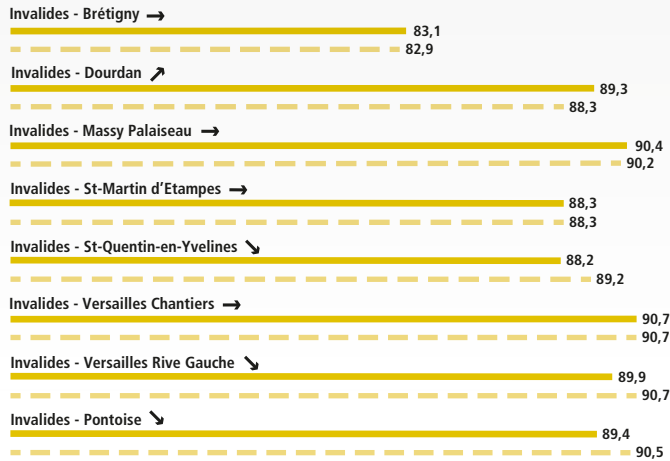 Invalides - Brétigny →
83,1
82,9
Invalides - Dourdan ↗
89,3
88,3
Invalides - Massy Palaiseau →
90,4
90,2
Invalides - St-Martin d'Etampes →
88,3
88,3
Invalides - St-Quentin-en-Yvelines ↘
88,2
89,2
Invalides - Versailles Chantiers →
90,7
90,7
Invalides - Versailles Rive Gauche ↘
89,9
90,7
Invalides - Pontoise ↘
89,4
90,5